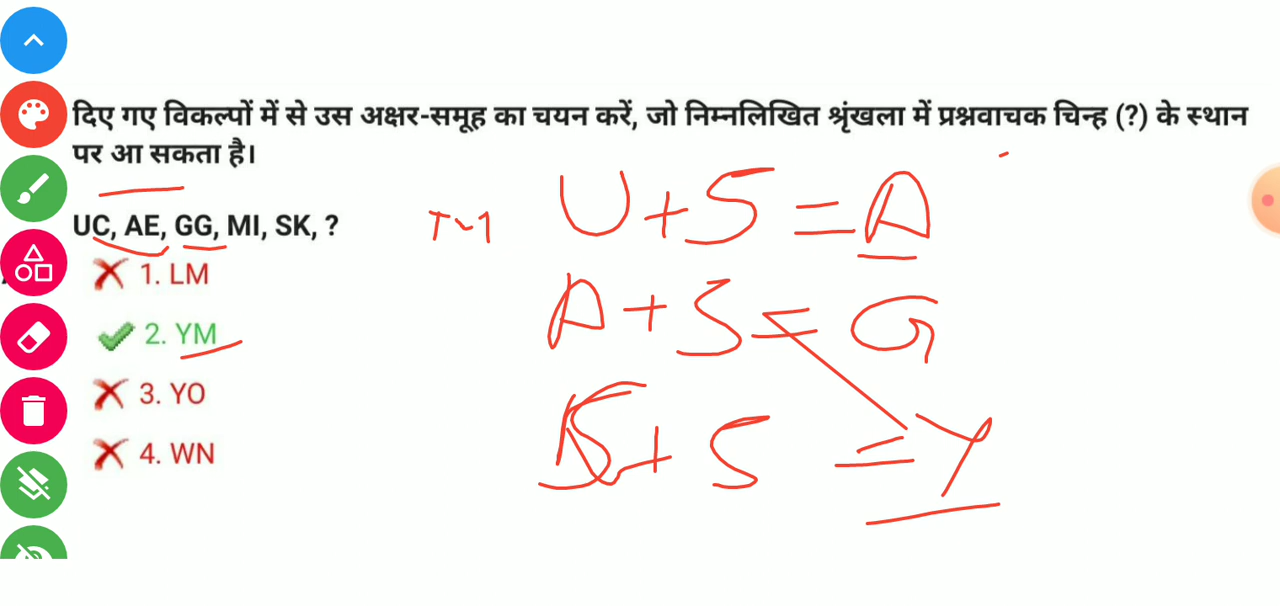 दिए गए विकल्पों में से उस अक्षर-समूह का चयन करें, जो निम्नलिखित श्रृंखला में प्रश्नवाचक चिन्ह (?) के स्थान
पर आ सकता है।
UC, AE, GG, MI, SK, ?
1. LM
2. YM
3. YO
4. WN
U+5=A
A+5=G
+5=Y